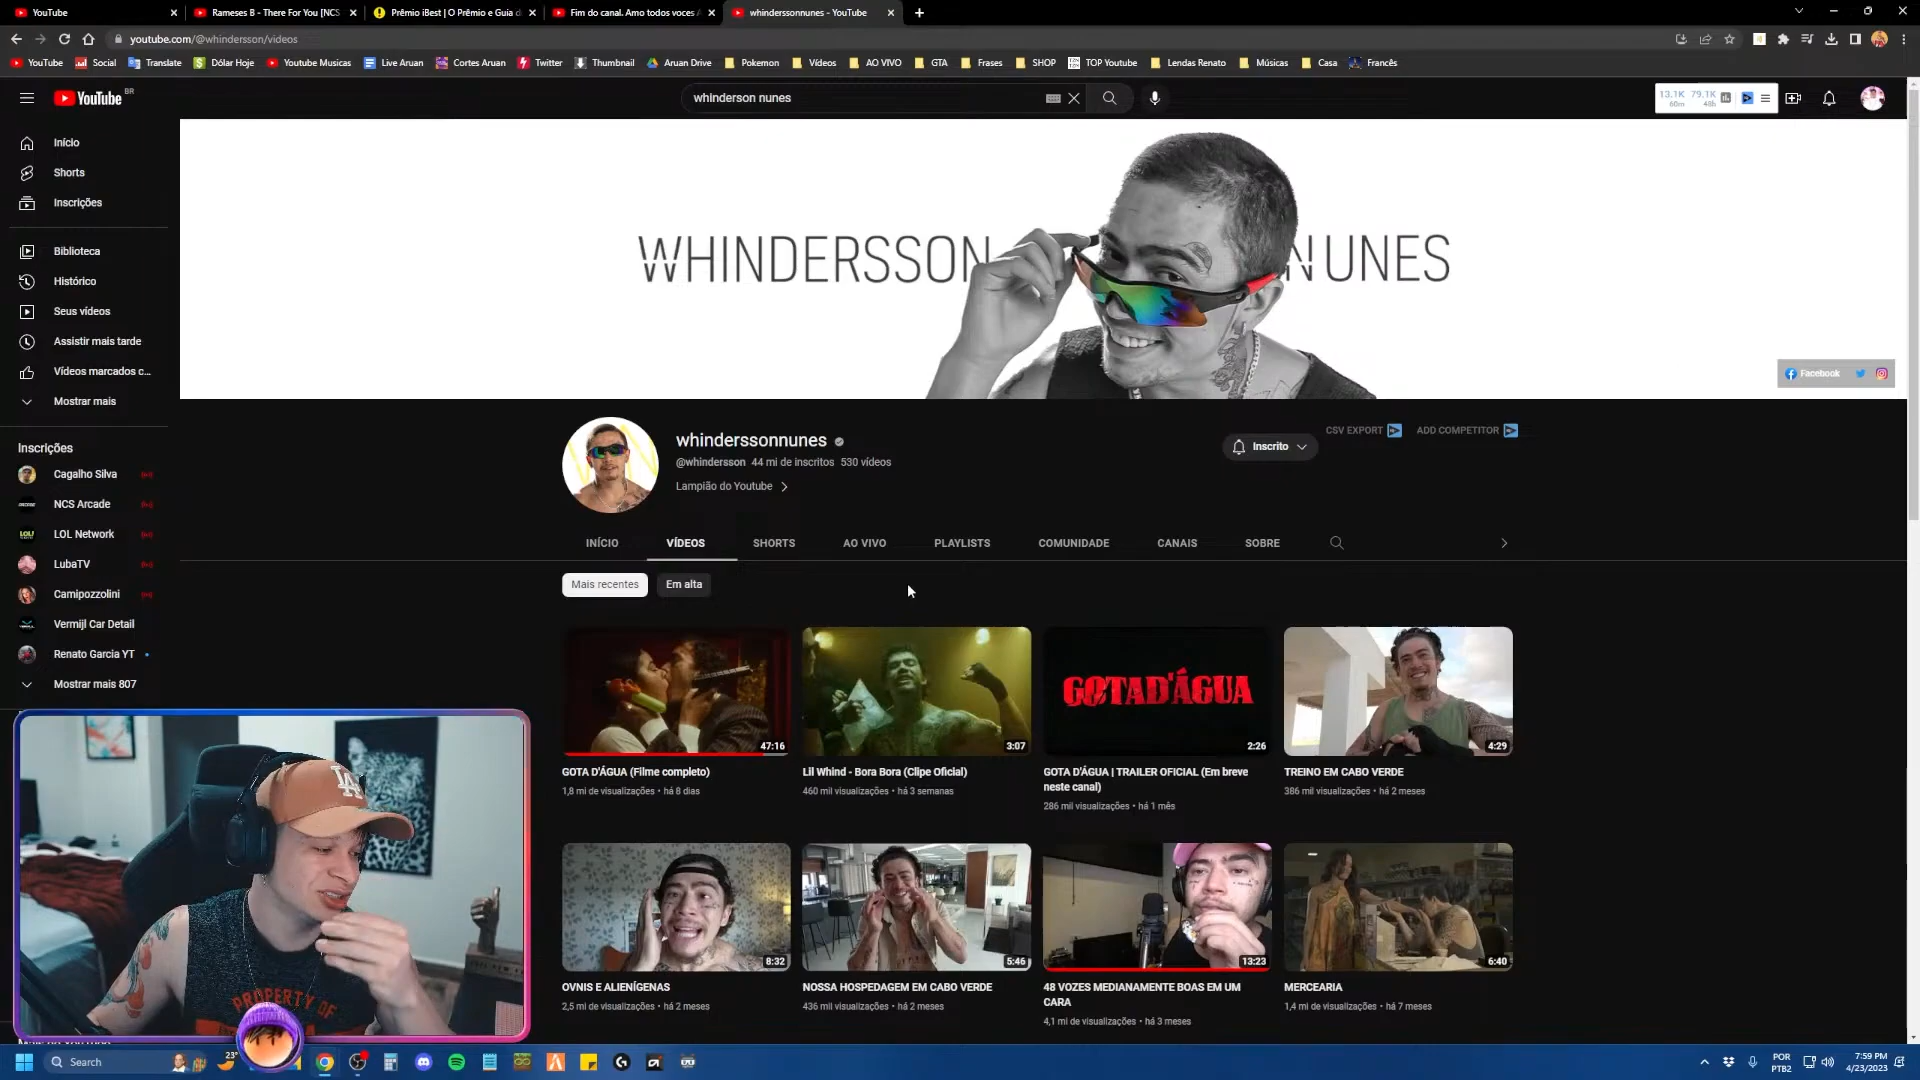 YouTube
Rameses B - There For You [NCS
Prêmio iBest | O Prêmio e Guia d
Fim do canal. Amo todos voces
whinderssonnunes - YouTube
youtube.com/@whindersson/videos
YouTube
Social
Translate
Dólar Hoje
Youtube Musicas
Live Aruan
Cortes Aruan
Twitter
Thumbnail
Aruan Drive
Pokemon
Vídeos
AO VIVO
GTA
Frases
SHOP
TOP Youtube
Lendas Renato
Músicas
Casa
Francês
YouTube BR
whinderson nunes
13.1K 79.1K
60m 48h
Início
Shorts
Inscrições
Biblioteca
Histórico
Seus vídeos
Assistir mais tarde
Vídeos marcados c...
Mostrar mais
Inscrições
Cagalho Silva
NCS Arcade
LOL Network
LubaTV
Camipozzolini
Vermijl Car Detail
Renato Garcia YT
Mostrar mais 807
WHINDERSSON NUNES
Facebook
whinderssonnunes
@whindersson 44 mi de inscritos 530 vídeos
Lampião do Youtube
Inscrito
CSV EXPORT
ADD COMPETITOR
INÍCIO
VÍDEOS
SHORTS
AO VIVO
PLAYLISTS
COMUNIDADE
CANAIS
SOBRE
Mais recentes
Em alta
47:16
3:07
GOTAD'ÁGUA
2:26
4:29
GOTA D'ÁGUA (Filme completo)
1,8 mi de visualizações • há 8 dias
Lil Whind - Bora Bora (Clipe Oficial)
460 mil visualizações • há 3 semanas
GOTA D'ÁGUA | TRAILER OFICIAL (Em breve
neste canal)
286 mil visualizações • há 1 mês
TREINO EM CABO VERDE
386 mil visualizações • há 2 meses
8:32
5:46
13:23
6:40
OVNIS E ALIENÍGENAS
2,5 mi de visualizações • há 2 meses
NOSSA HOSPEDAGEM EM CABO VERDE
436 mil visualizações • há 2 meses
48 VOZES MEDIANAMENTE BOAS EM UM
CARA
4,1 mi de visualizações • há 3 meses
MERCEARIA
1,4 mi de visualizações • há 7 meses
LA
PROPERTY OF
Search
23°
POR
PTB2
7:59 PM
4/23/2023